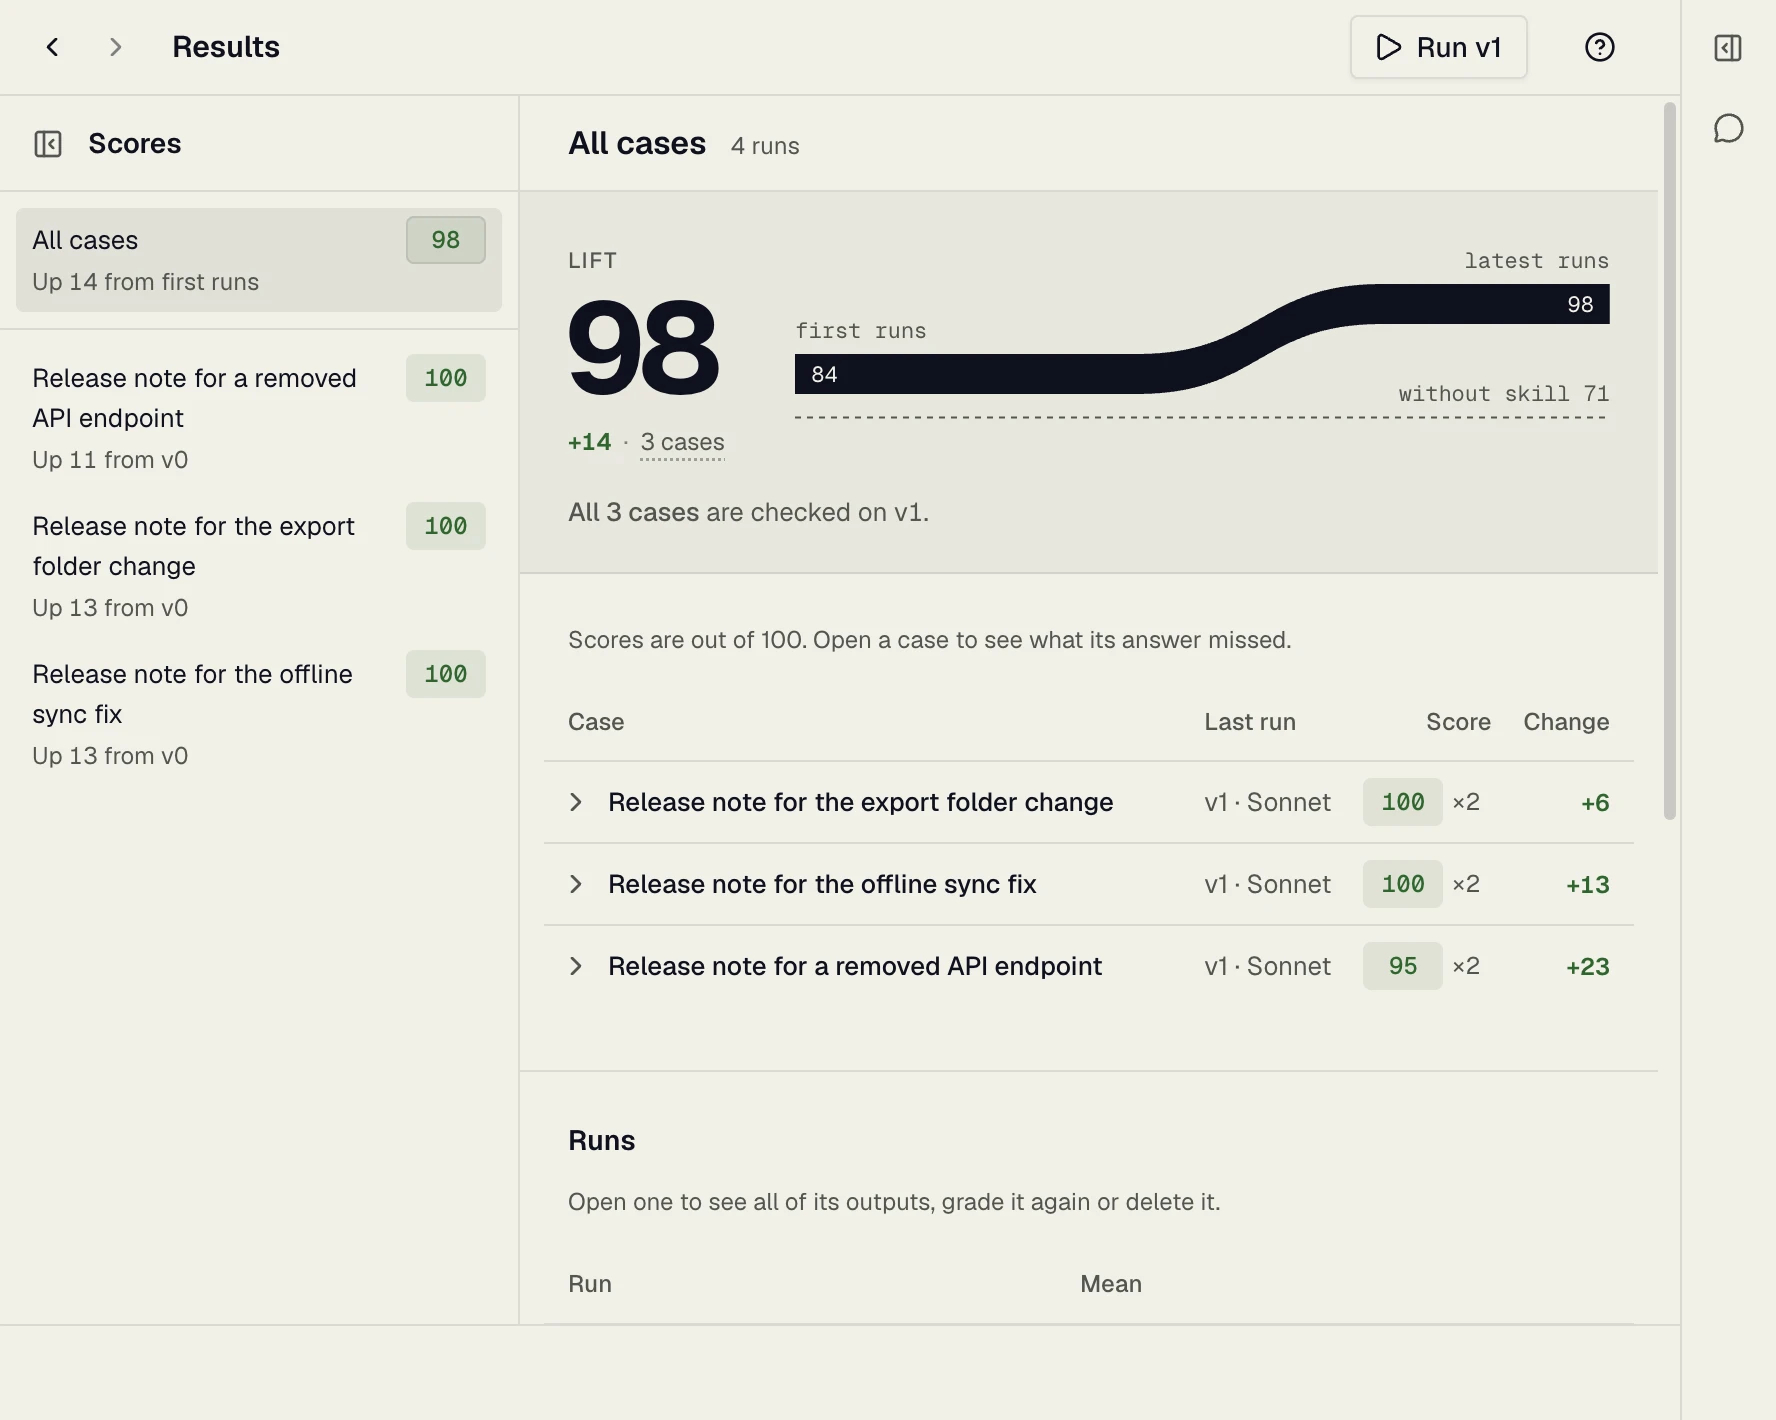 Results
Run v1
Scores
All cases
98
Up 14 from first runs
Release note for a removed
API endpoint
100
Up 11 from v0
Release note for the export
folder change
100
Up 13 from v0
Release note for the offline
sync fix
100
Up 13 from v0
All cases 4 runs
LIFT
98
+14 · 3 cases
first runs
84
latest runs
98
without skill 71
All 3 cases are checked on v1.
Scores are out of 100. Open a case to see what its answer missed.
Case Last run Score Change
Release note for the export folder change v1 · Sonnet 100 ×2 +6
Release note for the offline sync fix v1 · Sonnet 100 ×2 +13
Release note for a removed API endpoint v1 · Sonnet 95 ×2 +23
Runs
Open one to see all of its outputs, grade it again or delete it.
Run Mean